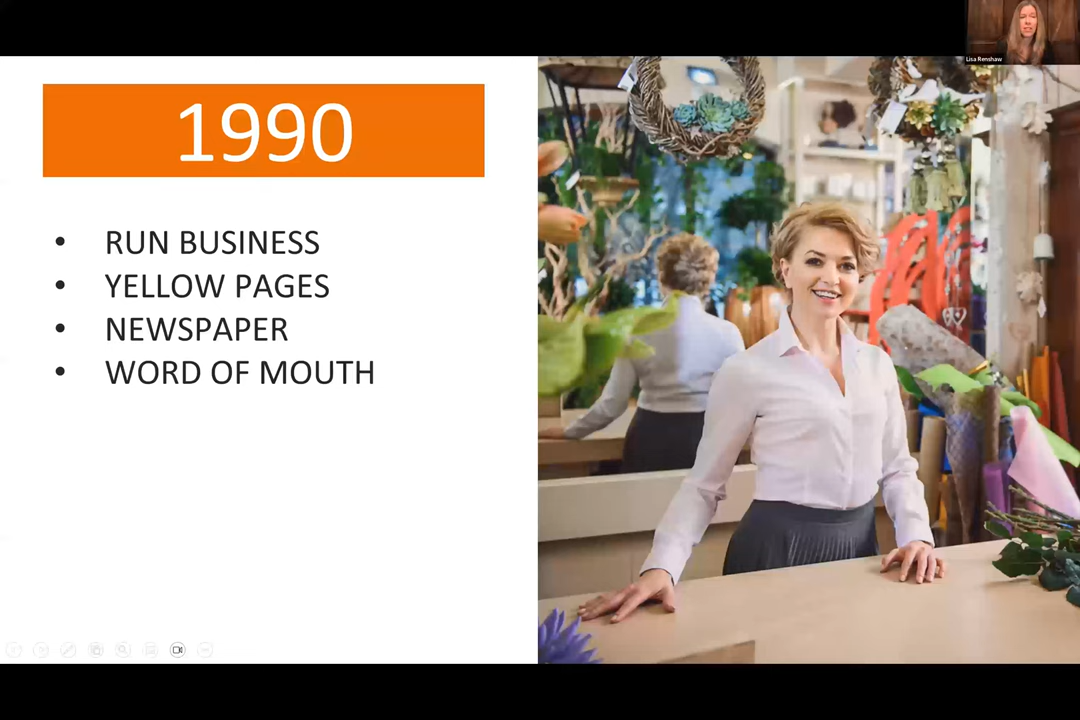 1990
• RUN BUSINESS
• YELLOW PAGES
• NEWSPAPER
• WORD OF MOUTH
Lisa Renshaw